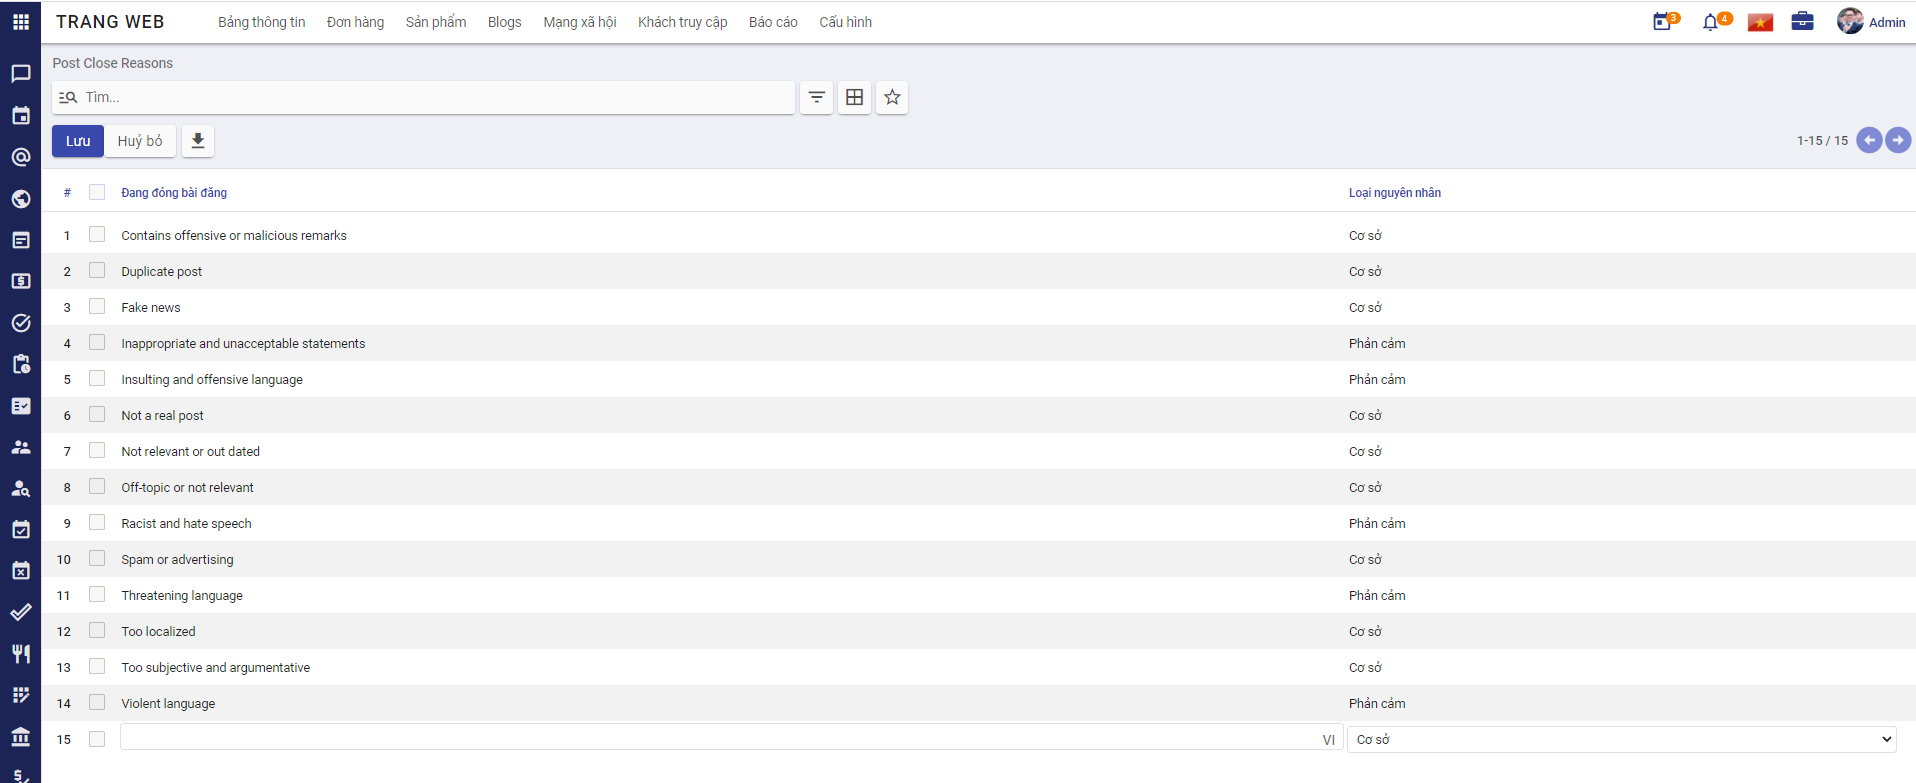 TRANG WEB Bảng thông tin Đơn hàng Sản phẩm Blogs Mạng xã hội Khách truy cập Báo cáo Cấu hình 3 4 Admin
Post Close Reasons
Tìm...
Lưu Huỷ bỏ 1-15 / 15
# Đang đóng bài đăng Loại nguyên nhân
1 Contains offensive or malicious remarks Cơ sở
2 Duplicate post Cơ sở
3 Fake news Cơ sở
4 Inappropriate and unacceptable statements Phản cảm
5 Insulting and offensive language Phản cảm
6 Not a real post Cơ sở
7 Not relevant or out dated Cơ sở
8 Off-topic or not relevant Cơ sở
9 Racist and hate speech Phản cảm
10 Spam or advertising Cơ sở
11 Threatening language Phản cảm
12 Too localized Cơ sở
13 Too subjective and argumentative Cơ sở
14 Violent language Phản cảm
15 VI Cơ sở